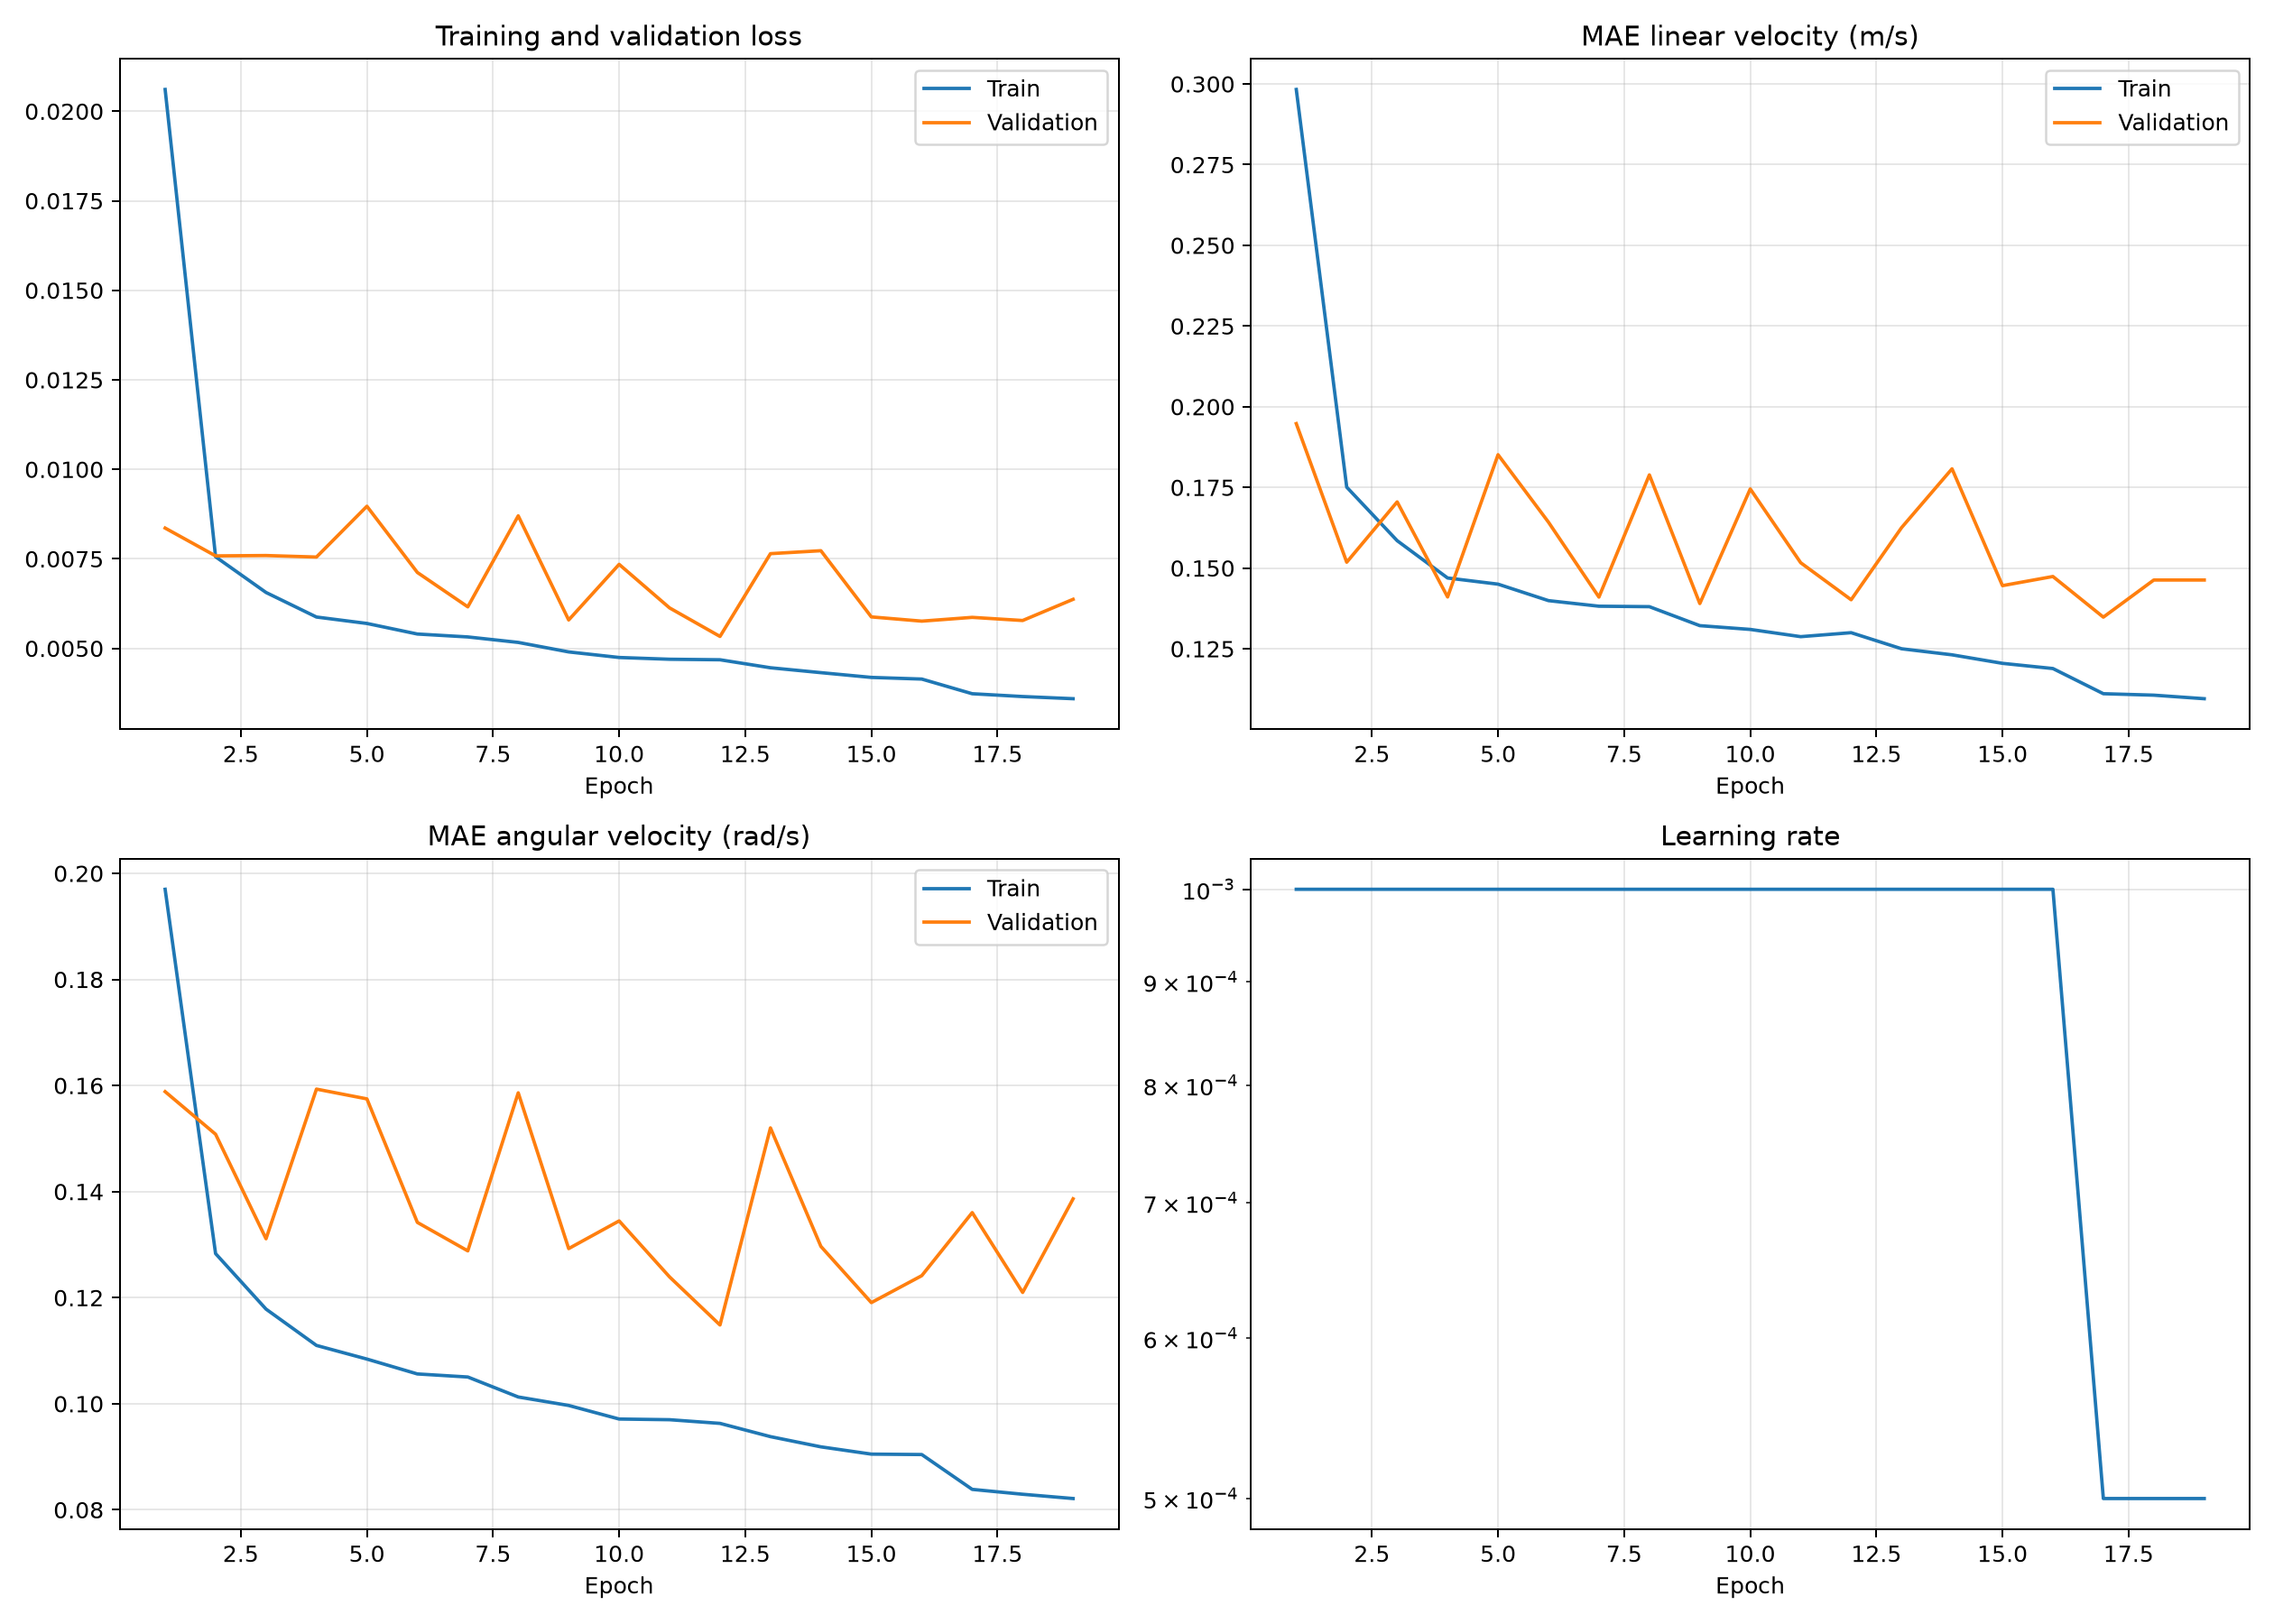 Training and validation loss
0.0200
0.0175
0.0150
0.0125
0.0100
0.0075
0.0050
2.5 5.0 7.5 10.0 12.5 15.0 17.5
Epoch
Train
Validation
MAE linear velocity (m/s)
0.300
0.275
0.250
0.225
0.200
0.175
0.150
0.125
2.5 5.0 7.5 10.0 12.5 15.0 17.5
Epoch
Train
Validation
MAE angular velocity (rad/s)
0.20
0.18
0.16
0.14
0.12
0.10
0.08
2.5 5.0 7.5 10.0 12.5 15.0 17.5
Epoch
Train
Validation
Learning rate
10⁻³
9 × 10⁻⁴
8 × 10⁻⁴
7 × 10⁻⁴
6 × 10⁻⁴
5 × 10⁻⁴
2.5 5.0 7.5 10.0 12.5 15.0 17.5
Epoch